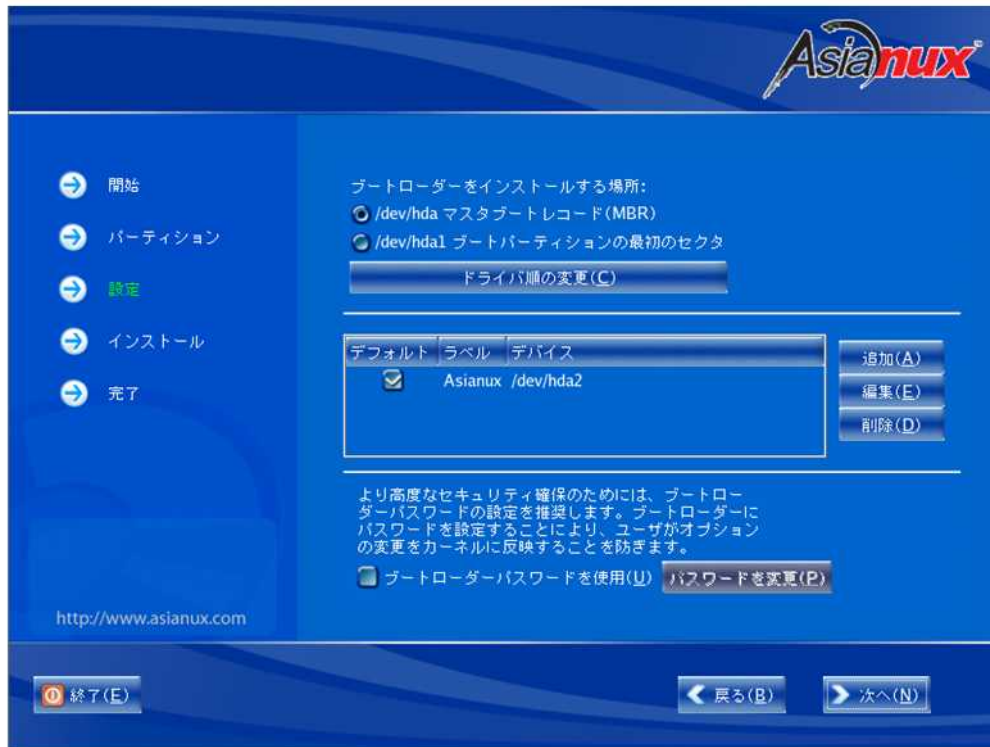 Asianux™
開始
パーティション
設定
インストール
完了
http://www.asianux.com
ブートローダーをインストールする場所:
/dev/hda マスタブートレコード(MBR)
/dev/hda1 ブートパーティションの最初のセクタ
ドライバ順の変更(C)
デフォルト ラベル デバイス
Asianux /dev/hda2
追加(A)
編集(E)
削除(D)
より高度なセキュリティ確保のためには、ブートロー
ダーパスワードの設定を推奨します。ブートローダーに
パスワードを設定することにより、ユーザがオプション
の変更をカーネルに反映することを防ぎます。
ブートローダーパスワードを使用(U) パスワードを変更(P)
終了(E)
戻る(B)
次へ(N)